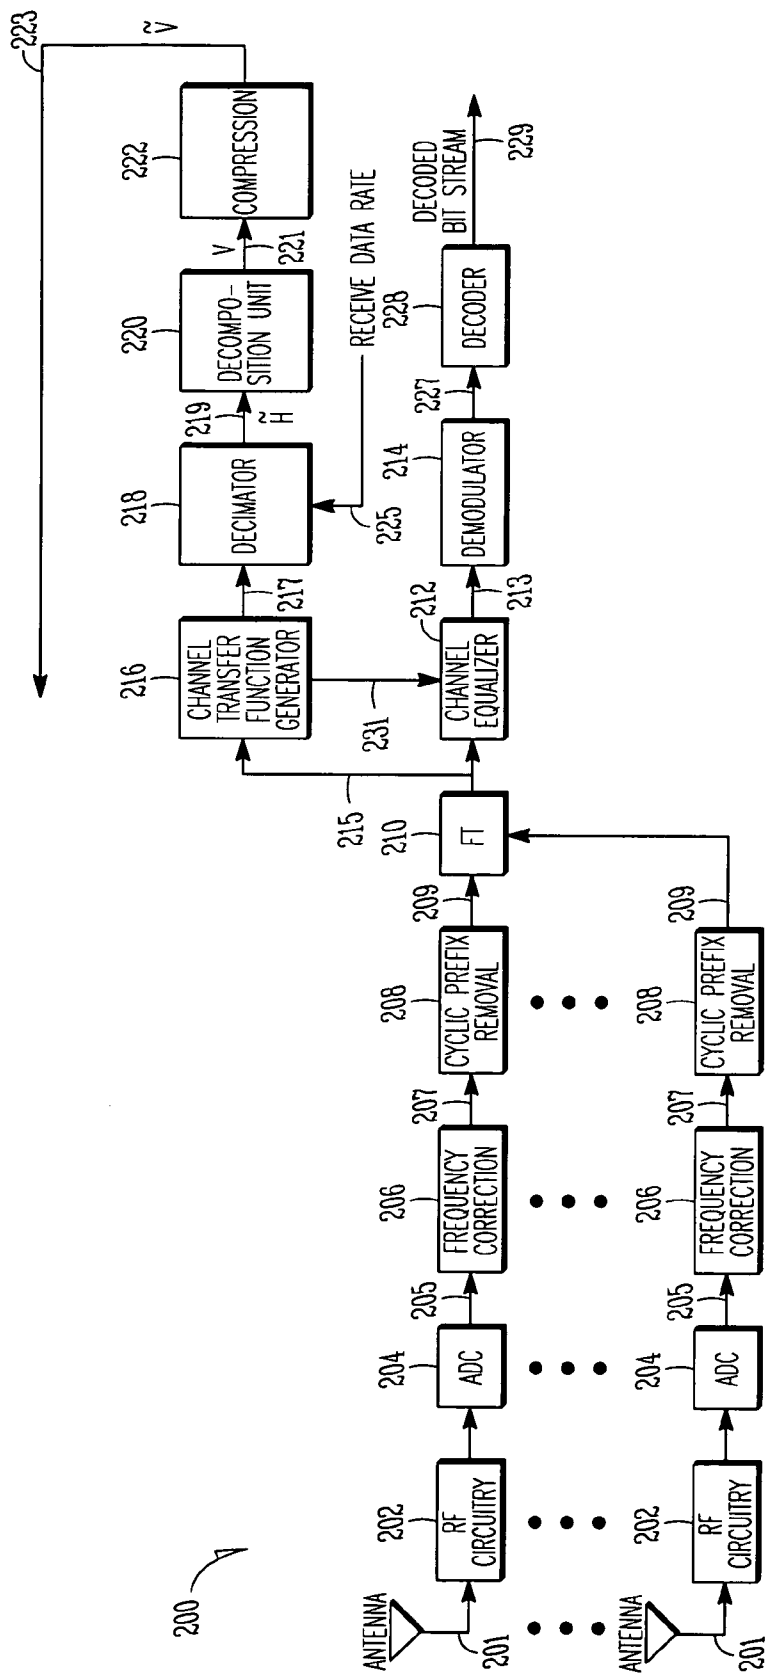 200
ANTENNA
201
202
RF
CIRCUITRY
204
ADC
205
206
FREQUENCY
CORRECTION
207
208
CYCLIC PREFIX
REMOVAL
209
210
FT
215
216
CHANNEL
TRANSFER
FUNCTION
GENERATOR
217
218
DECIMATOR
219
H̃
220
DECOMPO-
SITION UNIT
V
221
222
COMPRESSION
Ṽ
223
225
RECEIVE DATA RATE
231
212
CHANNEL
EQUALIZER
213
214
DEMODULATOR
227
228
DECODER
DECODED
BIT STREAM
229
ANTENNA
201
202
RF
CIRCUITRY
204
ADC
205
206
FREQUENCY
CORRECTION
207
208
CYCLIC PREFIX
REMOVAL
209